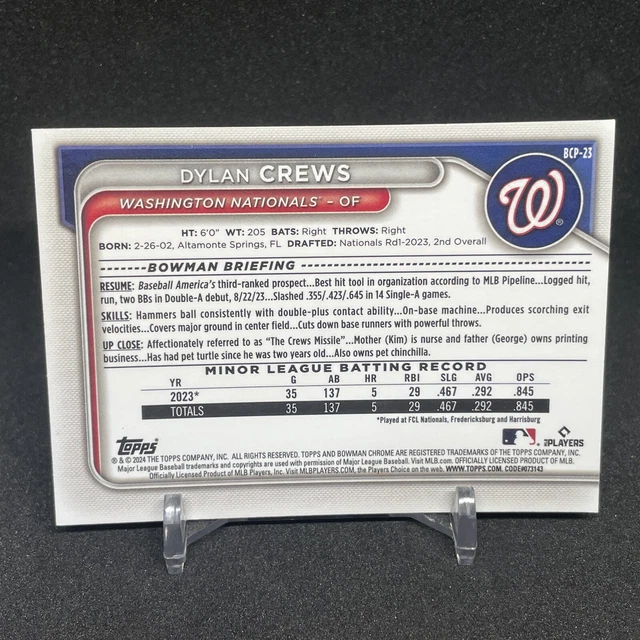 BCP-23
DYLAN CREWS
WASHINGTON NATIONALS™ - OF
W
®
HT: 6'0" WT: 205 BATS: Right THROWS: Right
BORN: 2-26-02, Altamonte Springs, FL DRAFTED: Nationals Rd1-2023, 2nd Overall
BOWMAN BRIEFING
RESUME: Baseball America's third-ranked prospect...Best hit tool in organization according to MLB Pipeline...Logged hit,
run, two BBs in Double-A debut, 8/22/23...Slashed .355/.423/.645 in 14 Single-A games.
SKILLS: Hammers ball consistently with double-plus contact ability...On-base machine...Produces scorching exit
velocities...Covers major ground in center field...Cuts down base runners with powerful throws.
UP CLOSE: Affectionately referred to as "The Crews Missile"...Mother (Kim) is nurse and father (George) owns printing
business...Has had pet turtle since he was two years old...Also owns pet chinchilla.
MINOR LEAGUE BATTING RECORD
YR G AB HR RBI SLG AVG OPS
2023* 35 137 5 29 .467 .292 .845
TOTALS 35 137 5 29 .467 .292 .845
*Played at FCL Nationals, Fredericksburg and Harrisburg
Topps
PLAYERS
® & © 2024 THE TOPPS COMPANY, INC. ALL RIGHTS RESERVED. TOPPS AND BOWMAN CHROME ARE REGISTERED TRADEMARKS OF THE TOPPS COMPANY, INC.
Major League Baseball trademarks and copyrights are used with permission of Major League Baseball. Visit MLB.com. OFFICIALLY LICENSED PRODUCT OF MLB.
Officially Licensed Product of MLB Players, Inc. Visit MLBPLAYERS.COM, the Players Choice on the web. WWW.TOPPS.COM. CODE#073143